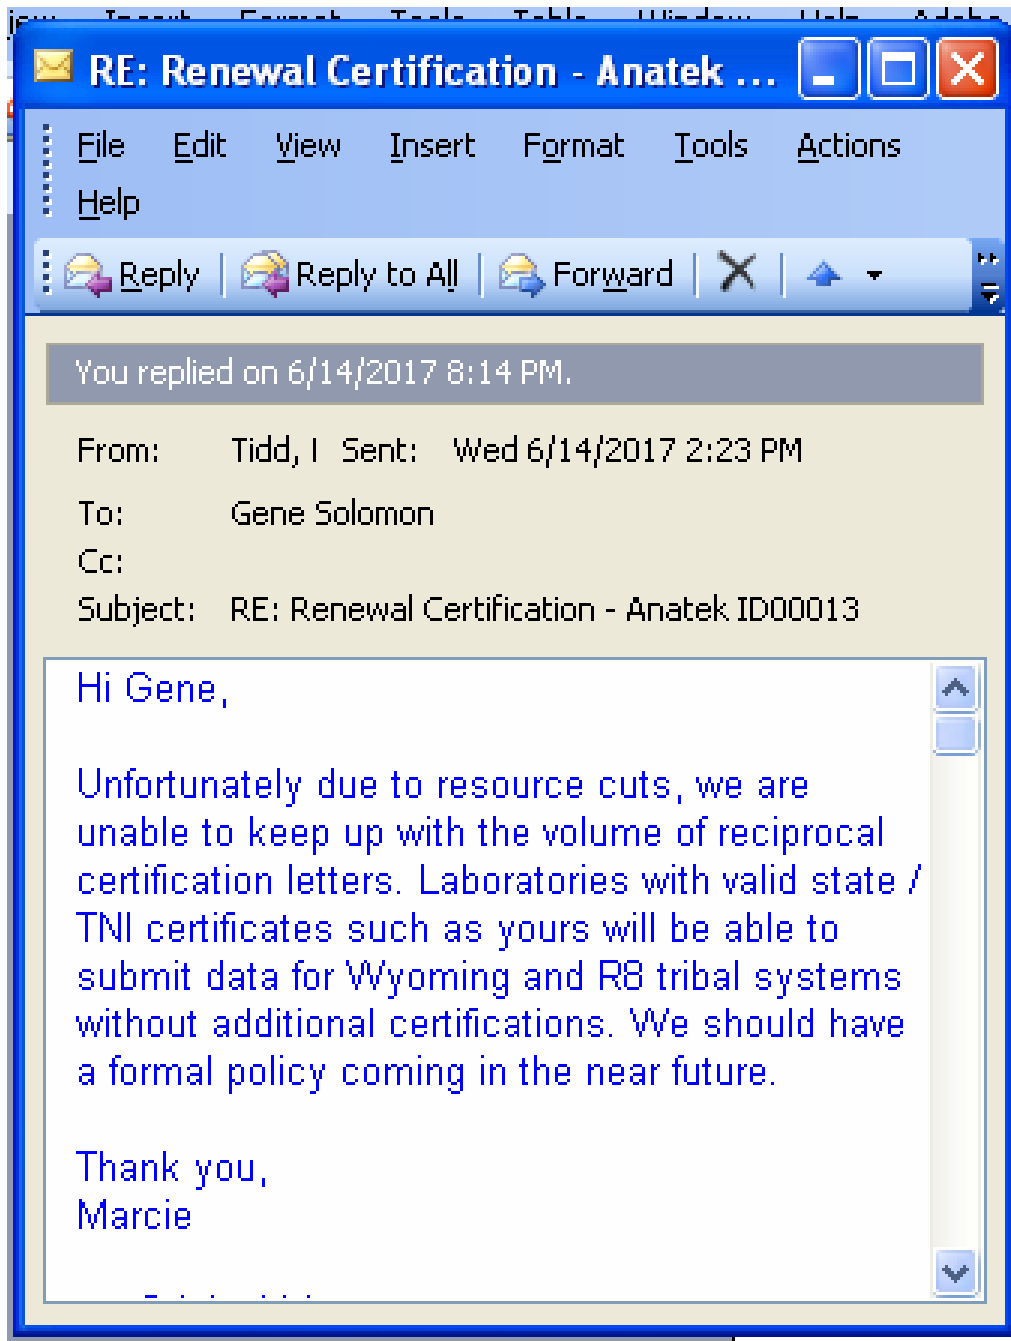 RE: Renewal Certification - Anatek ...
File Edit View Insert Format Tools Actions
Help
Reply Reply to All Forward
You replied on 6/14/2017 8:14 PM.
From: Tidd, Sent: Wed 6/14/2017 2:23 PM
To: Gene Solomon
Cc:
Subject: RE: Renewal Certification - Anatek ID00013
Hi Gene,
Unfortunately due to resource cuts, we are
unable to keep up with the volume of reciprocal
certification letters. Laboratories with valid state /
TNI certificates such as yours will be able to
submit data for Wyoming and R8 tribal systems
without additional certifications. We should have
a formal policy coming in the near future.
Thank you,
Marcie